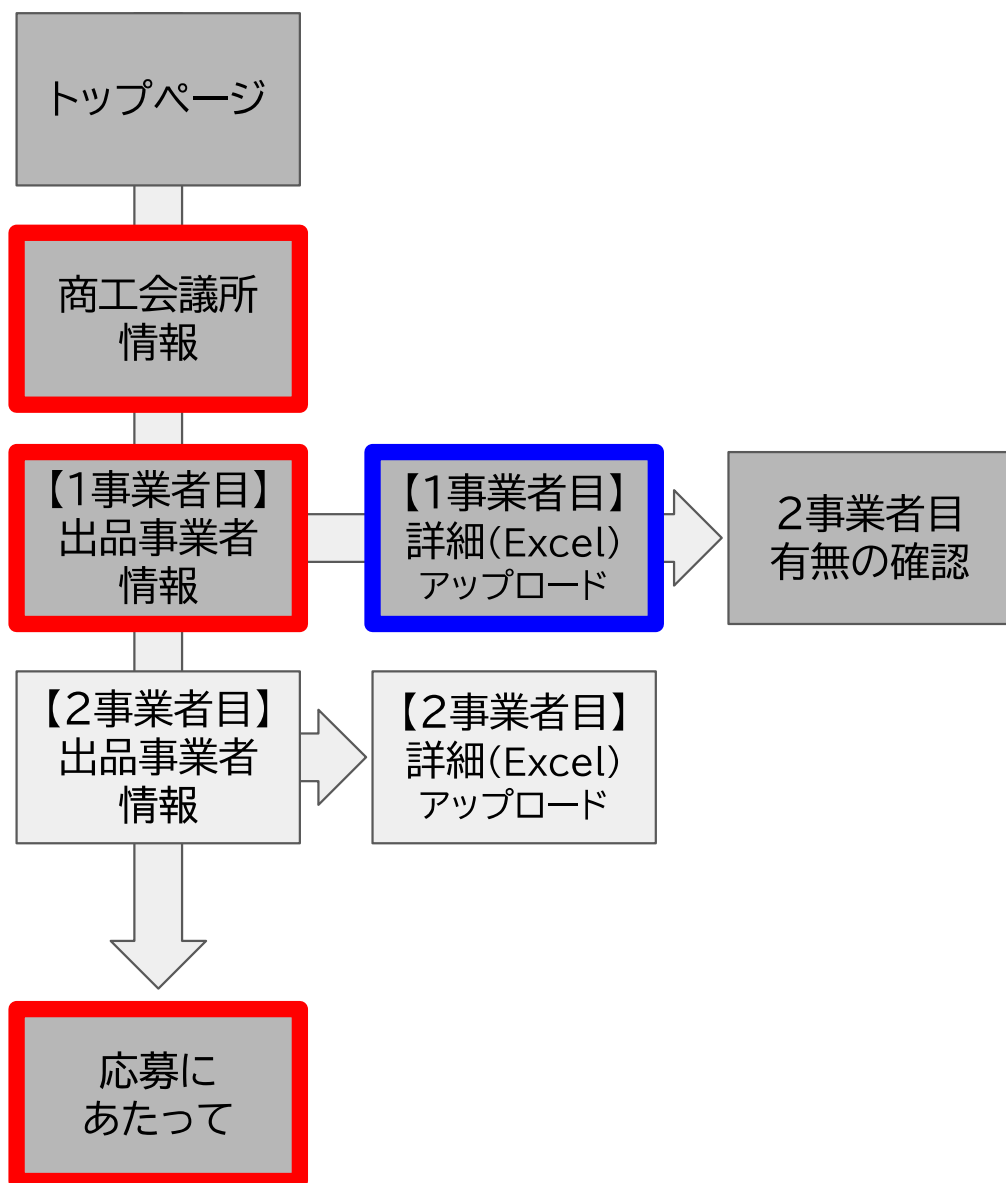 トップページ
商工会議所
情報
【1事業者目】
出品事業者
情報
【1事業者目】
詳細(Excel)
アップロード
2事業者目
有無の確認
【2事業者目】
出品事業者
情報
【2事業者目】
詳細(Excel)
アップロード
応募に
あたって